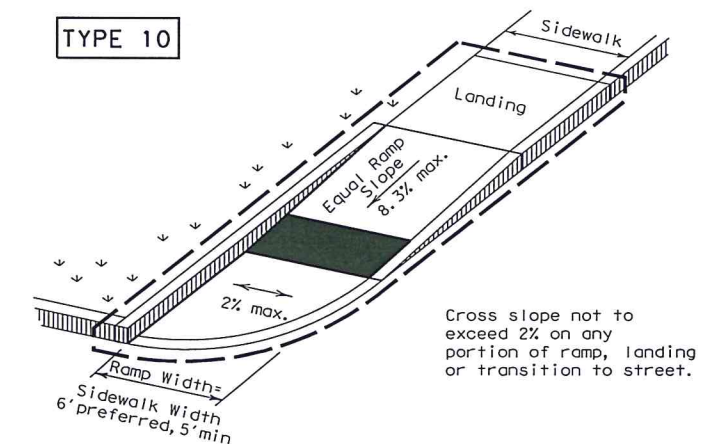 TYPE 10
Sidewalk
Landing
Equal Ramp
Slope
8.3% max.
2% max.
Cross slope not to
exceed 2% on any
portion of ramp, landing
or transition to street.
Ramp Width=
Sidewalk Width
6'preferred,5'min